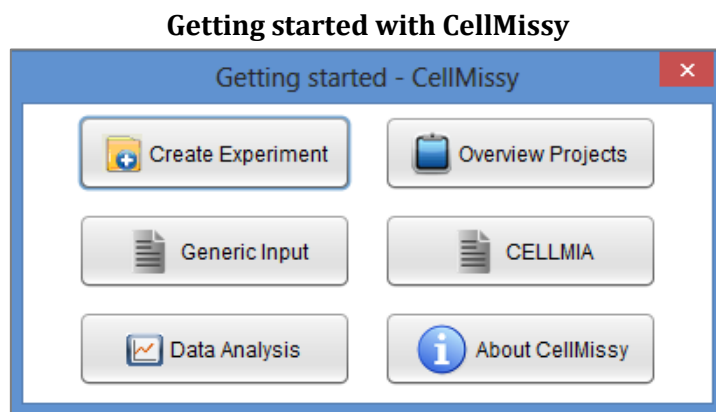 Getting started with CellMissy
Getting started - CellMissy
Create Experiment
Overview Projects
Generic Input
CELLMIA
Data Analysis
About CellMissy